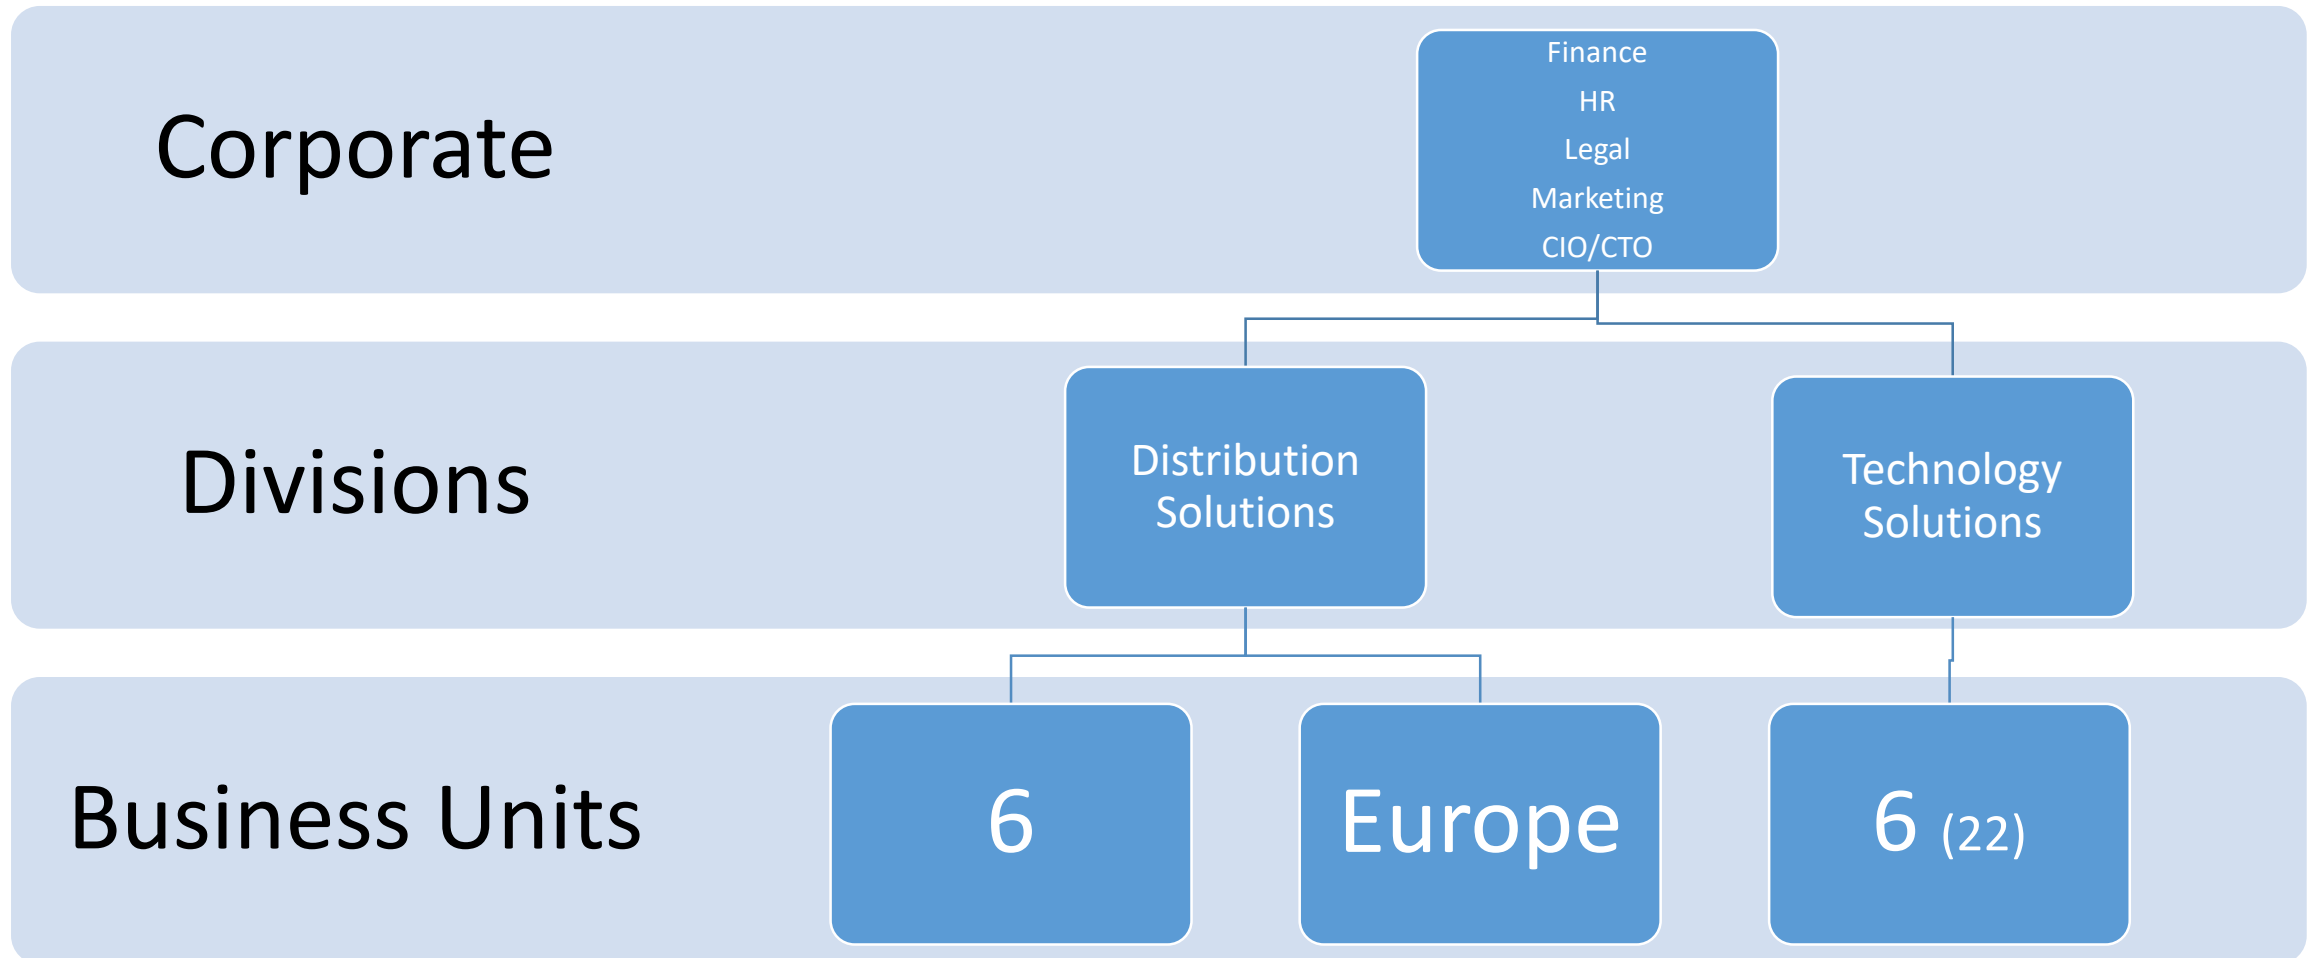 Corporate
Finance
HR
Legal
Marketing
CIO/CTO
Divisions
Distribution
Solutions
Technology
Solutions
Business Units
6
Europe
6 (22)